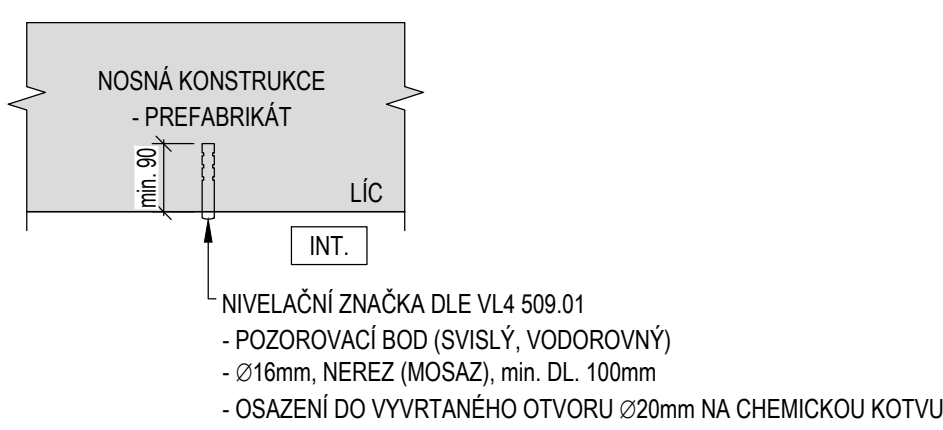 NOSNÁ KONSTRUKCE
- PREFABRIKÁT
min. 90
LÍC
INT.
NIVELAČNÍ ZNAČKA DLE VL4 509.01
- POZOROVACÍ BOD (SVISLÝ, VODOROVNÝ)
- ∅16mm, NEREZ (MOSAZ), min. DL. 100mm
- OSAZENÍ DO VYVRTANÉHO OTVORU ∅20mm NA CHEMICKOU KOTVU